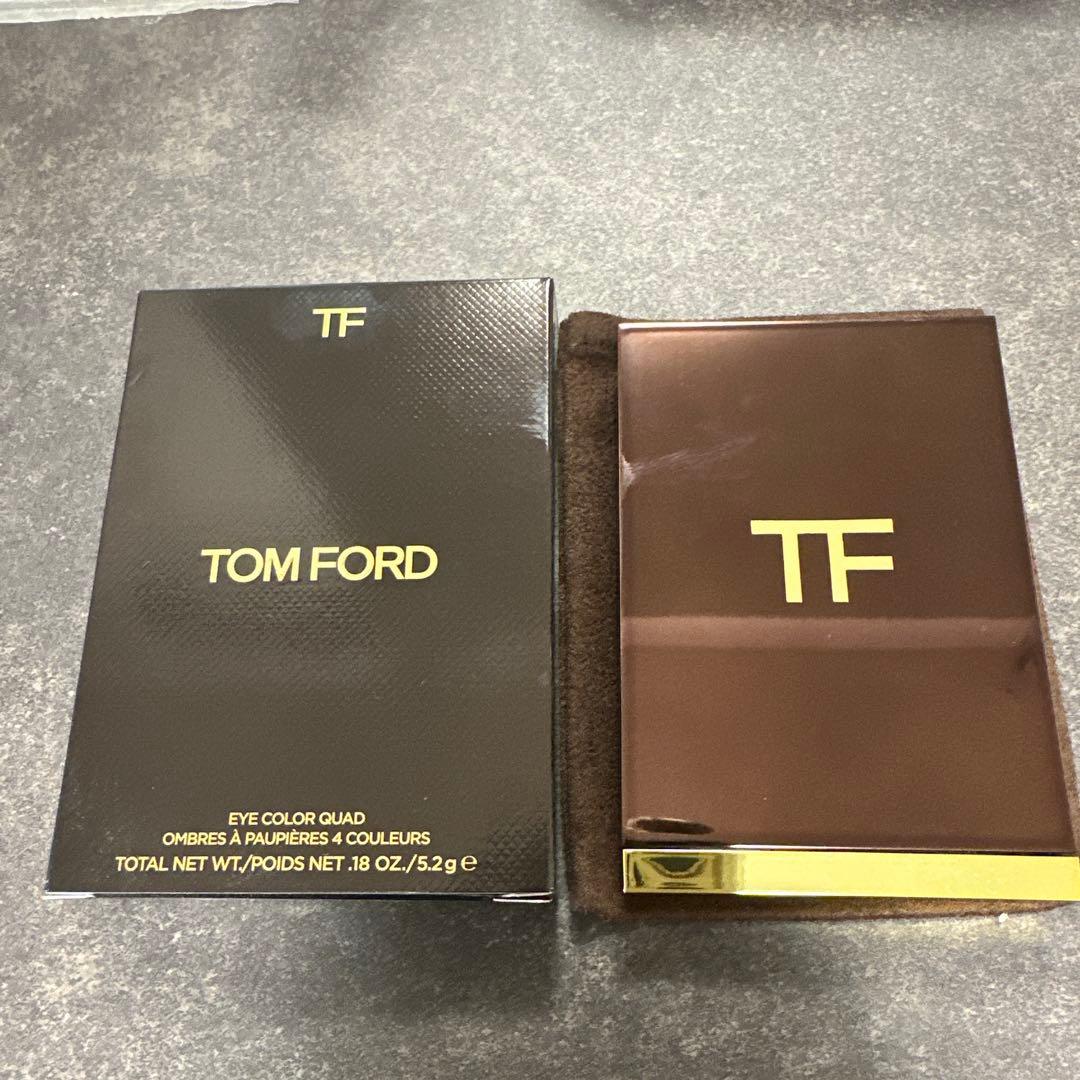 TF
TOM FORD
EYE COLOR QUAD
OMBRES À PAUPIÈRES 4 COULEURS
TOTAL NET WT./POIDS NET .18 OZ./5.2g ℮
TF